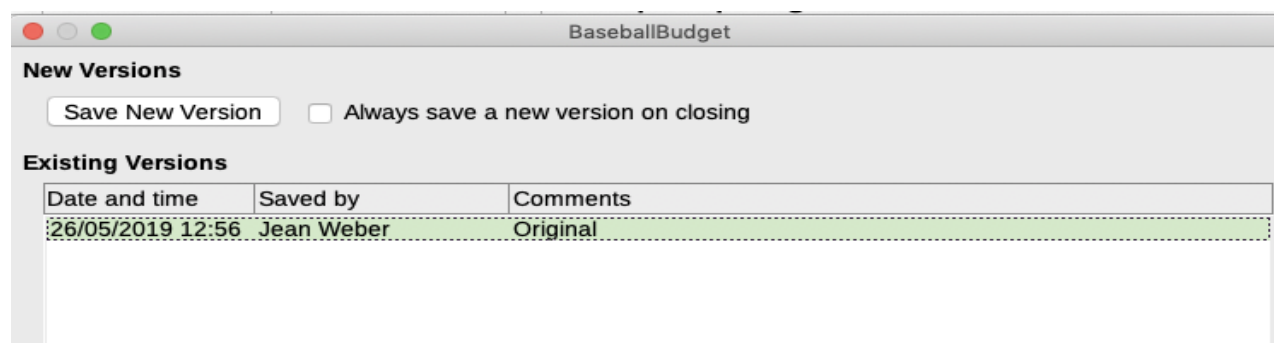 BaseballBudget
New Versions
Save New Version Always save a new version on closing
Existing Versions
Date and time Saved by Comments
26/05/2019 12:56 Jean Weber Original